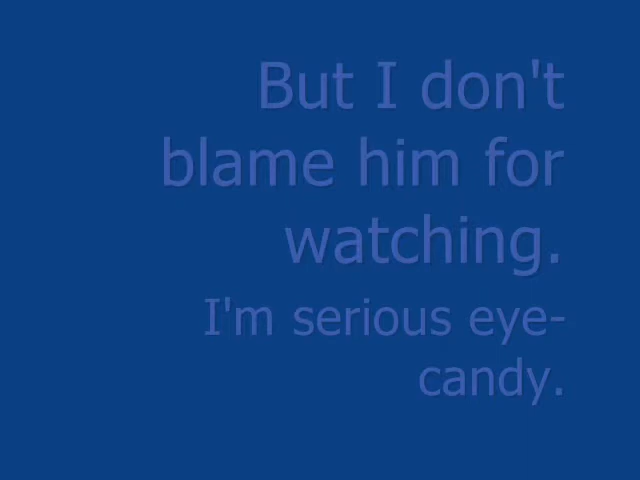 But I don't
blame him for
watching.
I'm serious eye-
candy.